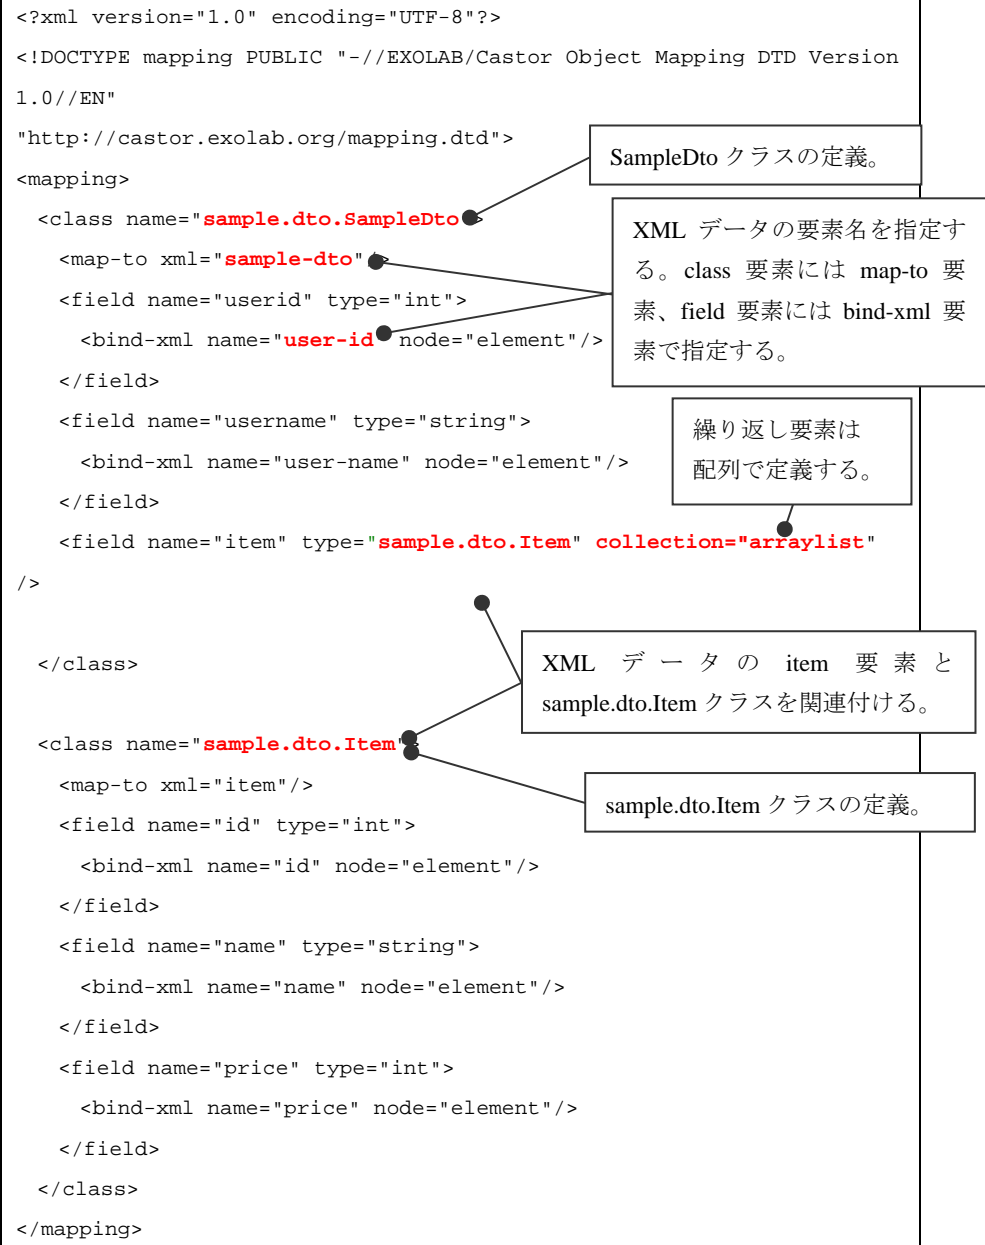 <?xml version="1.0" encoding="UTF-8"?>
<!DOCTYPE mapping PUBLIC "-//EXOLAB/Castor Object Mapping DTD Version
1.0//EN"
"http://castor.exolab.org/mapping.dtd">
SampleDto クラスの定義。
<mapping>
<class name="sample.dto.SampleDto">
XML データの要素名を指定す
る。class 要素には map-to 要
素、field 要素には bind-xml 要
素で指定する。
<map-to xml="sample-dto"/>
<field name="userid" type="int">
<bind-xml name="user-id" node="element"/>
</field>
<field name="username" type="string">
繰り返し要素は
配列で定義する。
<bind-xml name="user-name" node="element"/>
</field>
<field name="item" type="sample.dto.Item" collection="arraylist"
/>
</class>
XML データの item 要素と
sample.dto.Item クラスを関連付ける。
<class name="sample.dto.Item">
<map-to xml="item"/>
sample.dto.Item クラスの定義。
<field name="id" type="int">
<bind-xml name="id" node="element"/>
</field>
<field name="name" type="string">
<bind-xml name="name" node="element"/>
</field>
<field name="price" type="int">
<bind-xml name="price" node="element"/>
</field>
</class>
</mapping>